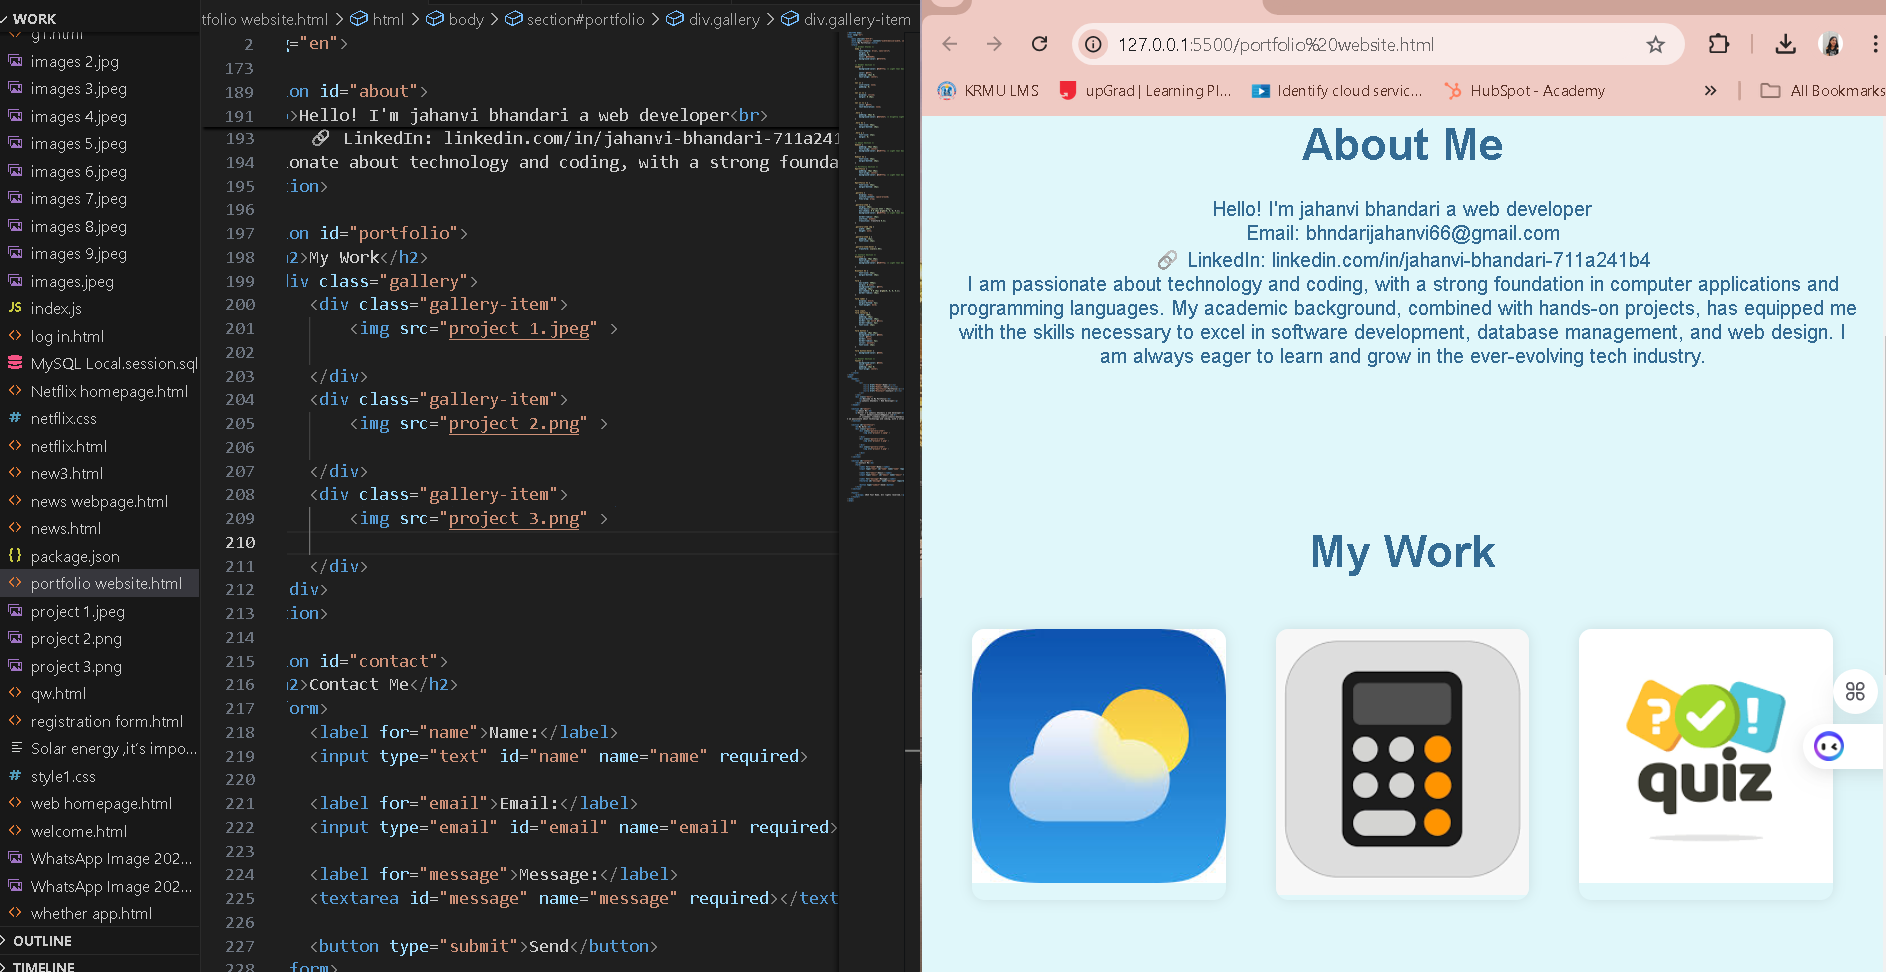 WORK
g1.html
images 2.jpg
images 3.jpeg
images 4.jpeg
images 5.jpeg
images 6.jpeg
images 7.jpeg
images 8.jpeg
images 9.jpeg
images.jpeg
JS index.js
log in.html
MySQL Local.session.sql
Netflix homepage.html
# netflix.css
netflix.html
new3.html
news webpage.html
news.html
{} package.json
portfolio website.html
project 1.jpeg
project 2.png
project 3.png
qw.html
registration form.html
Solar energy ,it's impo...
# style1.css
web homepage.html
welcome.html
WhatsApp Image 202...
WhatsApp Image 202...
whether app.html
OUTLINE
TIMELINE
tfolio website.html > html > body > section#portfolio > div.gallery > div.gallery-item
2 ="en">
173
189 on id="about">
191 >Hello! I'm jahanvi bhandari a web developer<br>
193 🔗 LinkedIn: linkedin.com/in/jahanvi-bhandari-711a241
194 onate about technology and coding, with a strong founda
195 tion>
196
197 on id="portfolio">
198 2>My Work</h2>
199 div class="gallery">
200 <div class="gallery-item">
201 <img src="project 1.jpeg" >
202
203 </div>
204 <div class="gallery-item">
205 <img src="project 2.png" >
206
207 </div>
208 <div class="gallery-item">
209 <img src="project 3.png" >
210
211 </div>
212 div>
213 tion>
214
215 on id="contact">
216 2>Contact Me</h2>
217 orm>
218 <label for="name">Name:</label>
219 <input type="text" id="name" name="name" required>
220
221 <label for="email">Email:</label>
222 <input type="email" id="email" name="email" required>
223
224 <label for="message">Message:</label>
225 <textarea id="message" name="message" required></text
226
227 <button type="submit">Send</button>
228 form>
127.0.0.1:5500/portfolio%20website.html
KRMU LMS
upGrad | Learning Pl...
Identify cloud servic...
HubSpot - Academy
»
All Bookmarks
About Me
Hello! I'm jahanvi bhandari a web developer
Email: bhndarijahanvi66@gmail.com
🔗 LinkedIn: linkedin.com/in/jahanvi-bhandari-711a241b4
I am passionate about technology and coding, with a strong foundation in computer applications and
programming languages. My academic background, combined with hands-on projects, has equipped me
with the skills necessary to excel in software development, database management, and web design. I
am always eager to learn and grow in the ever-evolving tech industry.
My Work
? !
quiz